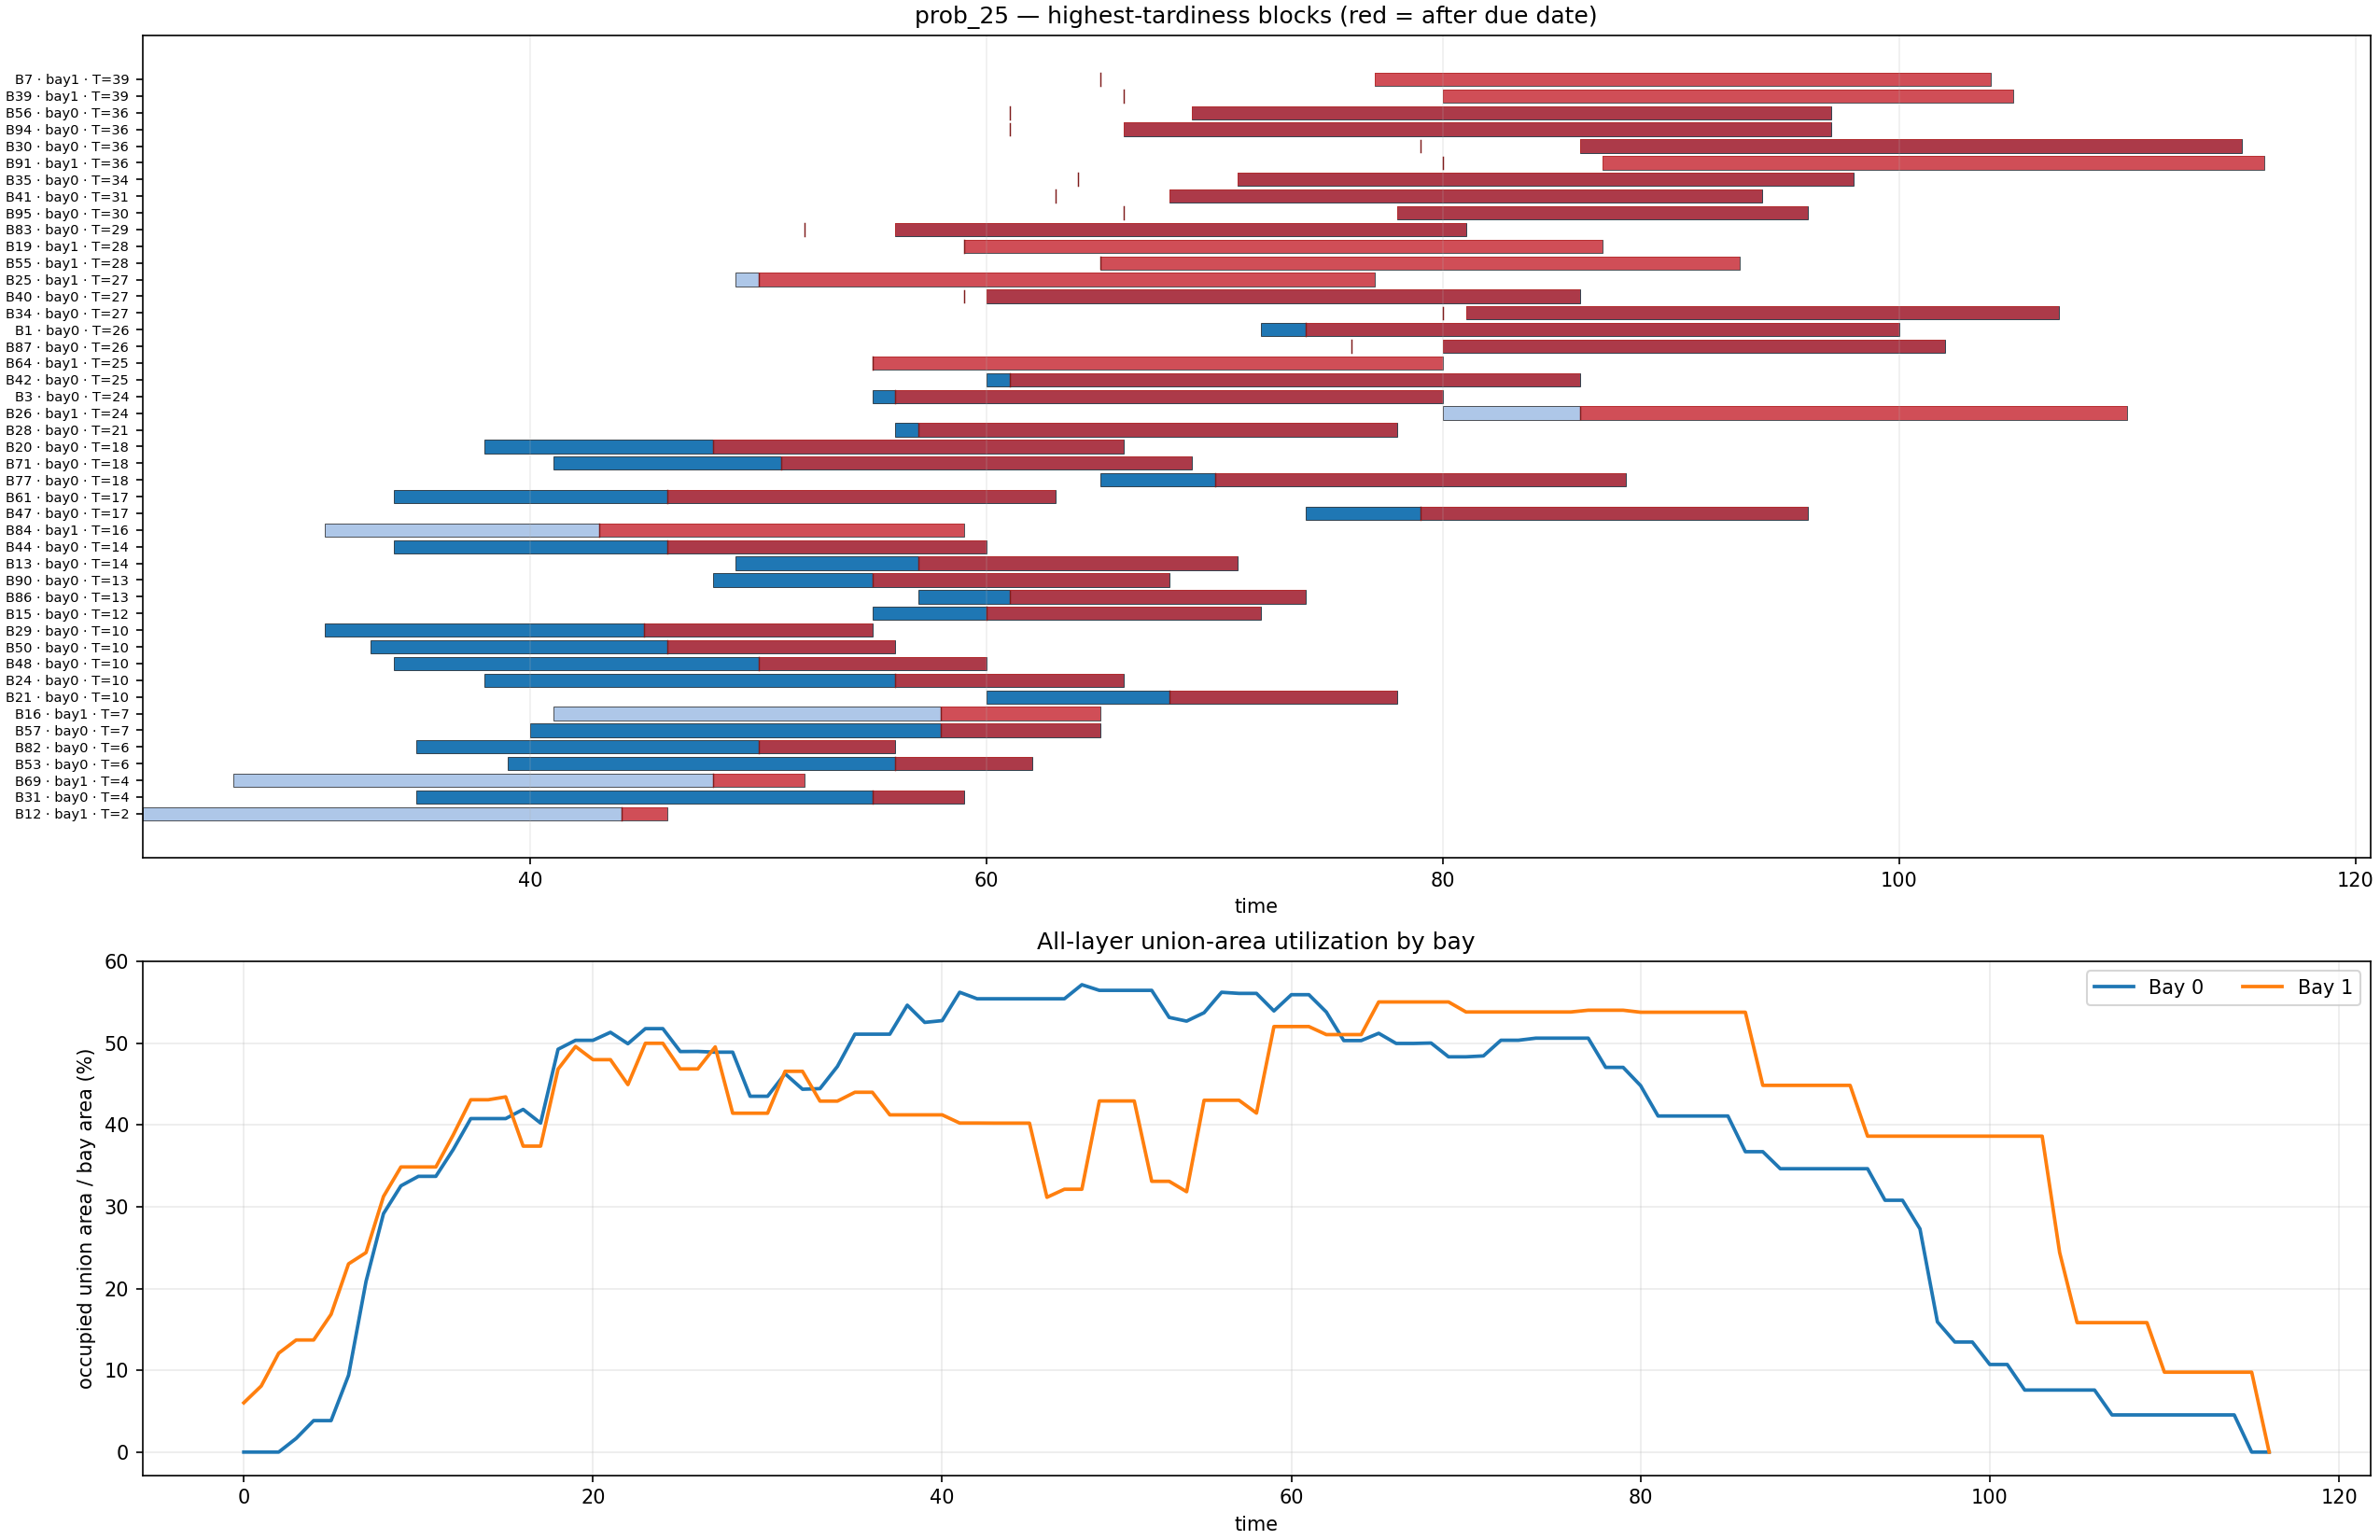 prob_25 — highest-tardiness blocks (red = after due date)
B7 · bay1 · T=39
B39 · bay1 · T=39
B56 · bay0 · T=36
B94 · bay0 · T=36
B30 · bay0 · T=36
B91 · bay1 · T=36
B35 · bay0 · T=34
B41 · bay0 · T=31
B95 · bay0 · T=30
B83 · bay0 · T=29
B19 · bay1 · T=28
B55 · bay1 · T=28
B25 · bay1 · T=27
B40 · bay0 · T=27
B34 · bay0 · T=27
B1 · bay0 · T=26
B87 · bay0 · T=26
B64 · bay1 · T=25
B42 · bay0 · T=25
B3 · bay0 · T=24
B26 · bay1 · T=24
B28 · bay0 · T=21
B20 · bay0 · T=18
B71 · bay0 · T=18
B77 · bay0 · T=18
B61 · bay0 · T=17
B47 · bay0 · T=17
B84 · bay1 · T=16
B44 · bay0 · T=14
B13 · bay0 · T=14
B90 · bay0 · T=13
B86 · bay0 · T=13
B15 · bay0 · T=12
B29 · bay0 · T=10
B50 · bay0 · T=10
B48 · bay0 · T=10
B24 · bay0 · T=10
B21 · bay0 · T=10
B16 · bay1 · T=7
B57 · bay0 · T=7
B82 · bay0 · T=6
B53 · bay0 · T=6
B69 · bay1 · T=4
B31 · bay0 · T=4
B12 · bay1 · T=2
40 60 80 100 120
time
All-layer union-area utilization by bay
occupied union area / bay area (%)
60
50
40
30
20
10
0
Bay 0 Bay 1
0 20 40 60 80 100 120
time